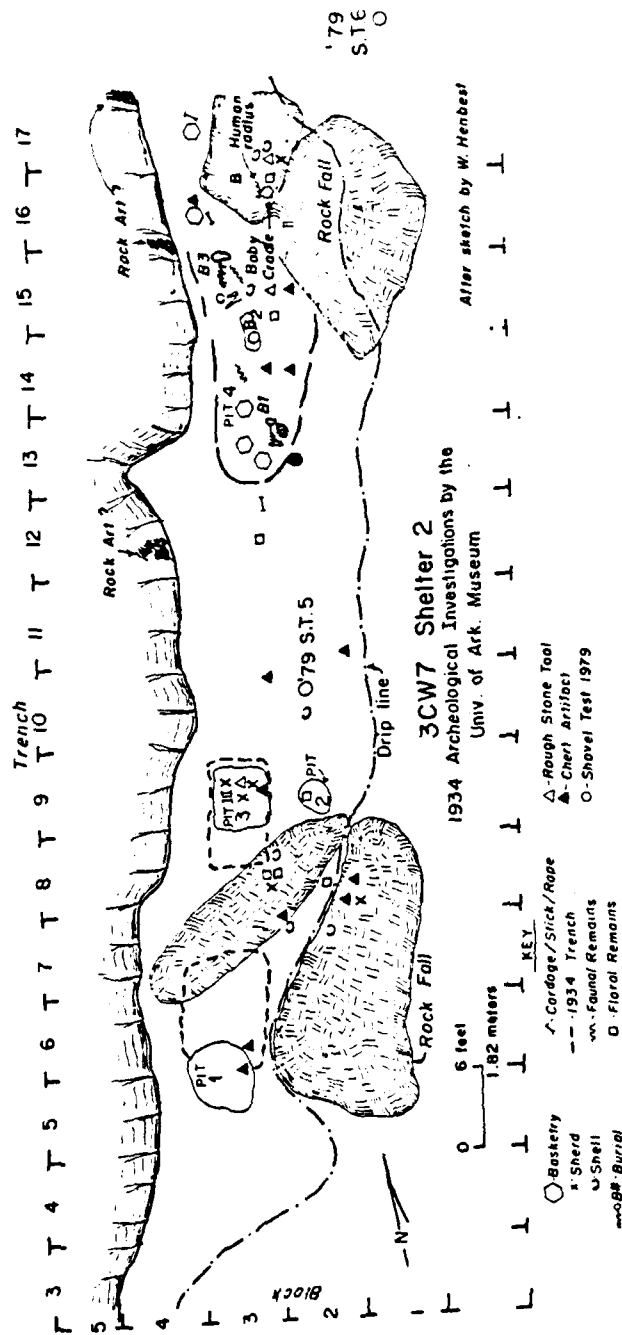 Trench
3 4 5 6 7 8 9 10 11 12 13 14 15 16 17
Rock Art?
Rock Art?
Block
5
4
3
2
1
PIT 1
PIT III
3
PIT 2
'79 S.T.5
PIT 4
B1
B2
B3
Baby Cradle
B
Human radius
'79
S.T.6
Rock Fall
Rock Fall
Drip line
N
0 6 feet
1.82 meters
3CW7 Shelter 2
1934 Archeological Investigations by the
Univ. of Ark. Museum
After sketch by W. Henbest
KEY
Basketry
Sherd
Shell
B# Burial
Cordage/Stick/Rope
1934 Trench
Faunal Remains
Floral Remains
Rough Stone Tool
Chert Artifact
Shovel Test 1979